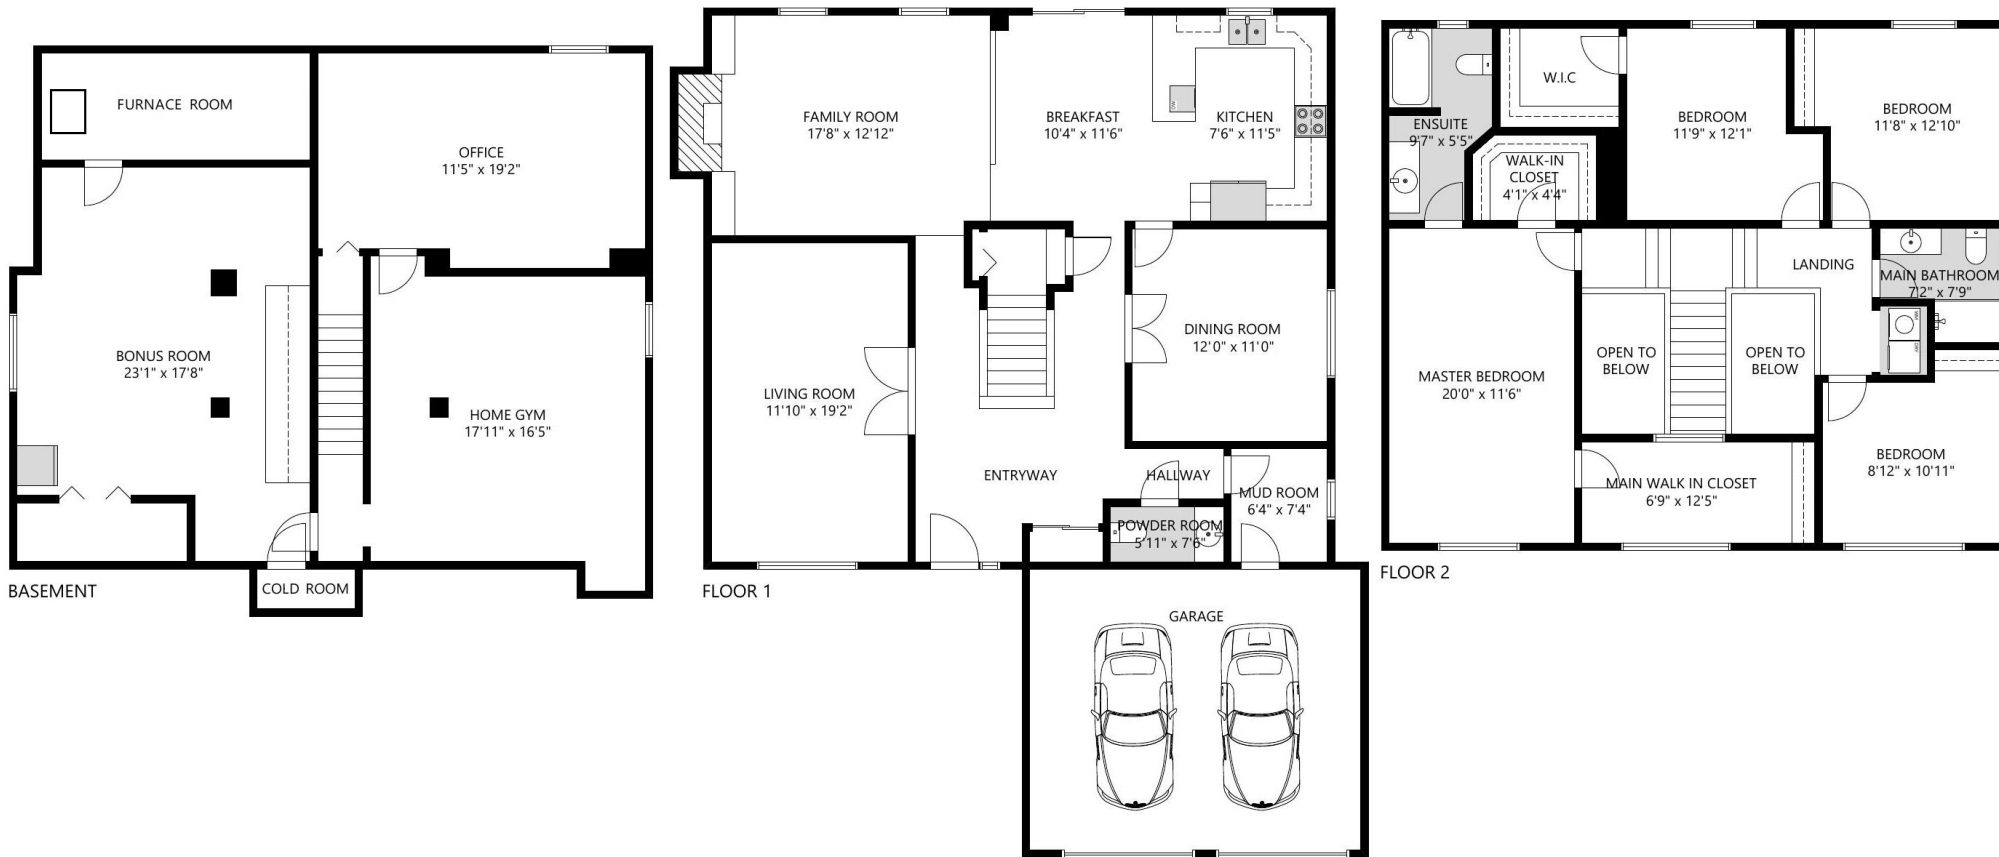 FURNACE ROOM
OFFICE
11'5" x 19'2"
BONUS ROOM
23'1" x 17'8"
HOME GYM
17'11" x 16'5"
COLD ROOM
BASEMENT
FAMILY ROOM
17'8" x 12'12"
BREAKFAST
10'4" x 11'6"
KITCHEN
7'6" x 11'5"
DW
LIVING ROOM
11'10" x 19'2"
DINING ROOM
12'0" x 11'0"
ENTRYWAY
HALLWAY
MUD ROOM
6'4" x 7'4"
POWDER ROOM
5'11" x 7'6"
GARAGE
FLOOR 1
W.I.C
ENSUITE
9'7" x 5'5"
WALK-IN
CLOSET
4'1" x 4'4"
BEDROOM
11'9" x 12'1"
BEDROOM
11'8" x 12'10"
LANDING
MAIN BATHROOM
7'2" x 7'9"
OPEN TO
BELOW
OPEN TO
BELOW
MASTER BEDROOM
20'0" x 11'6"
MAIN WALK IN CLOSET
6'9" x 12'5"
BEDROOM
8'12" x 10'11"
FLOOR 2